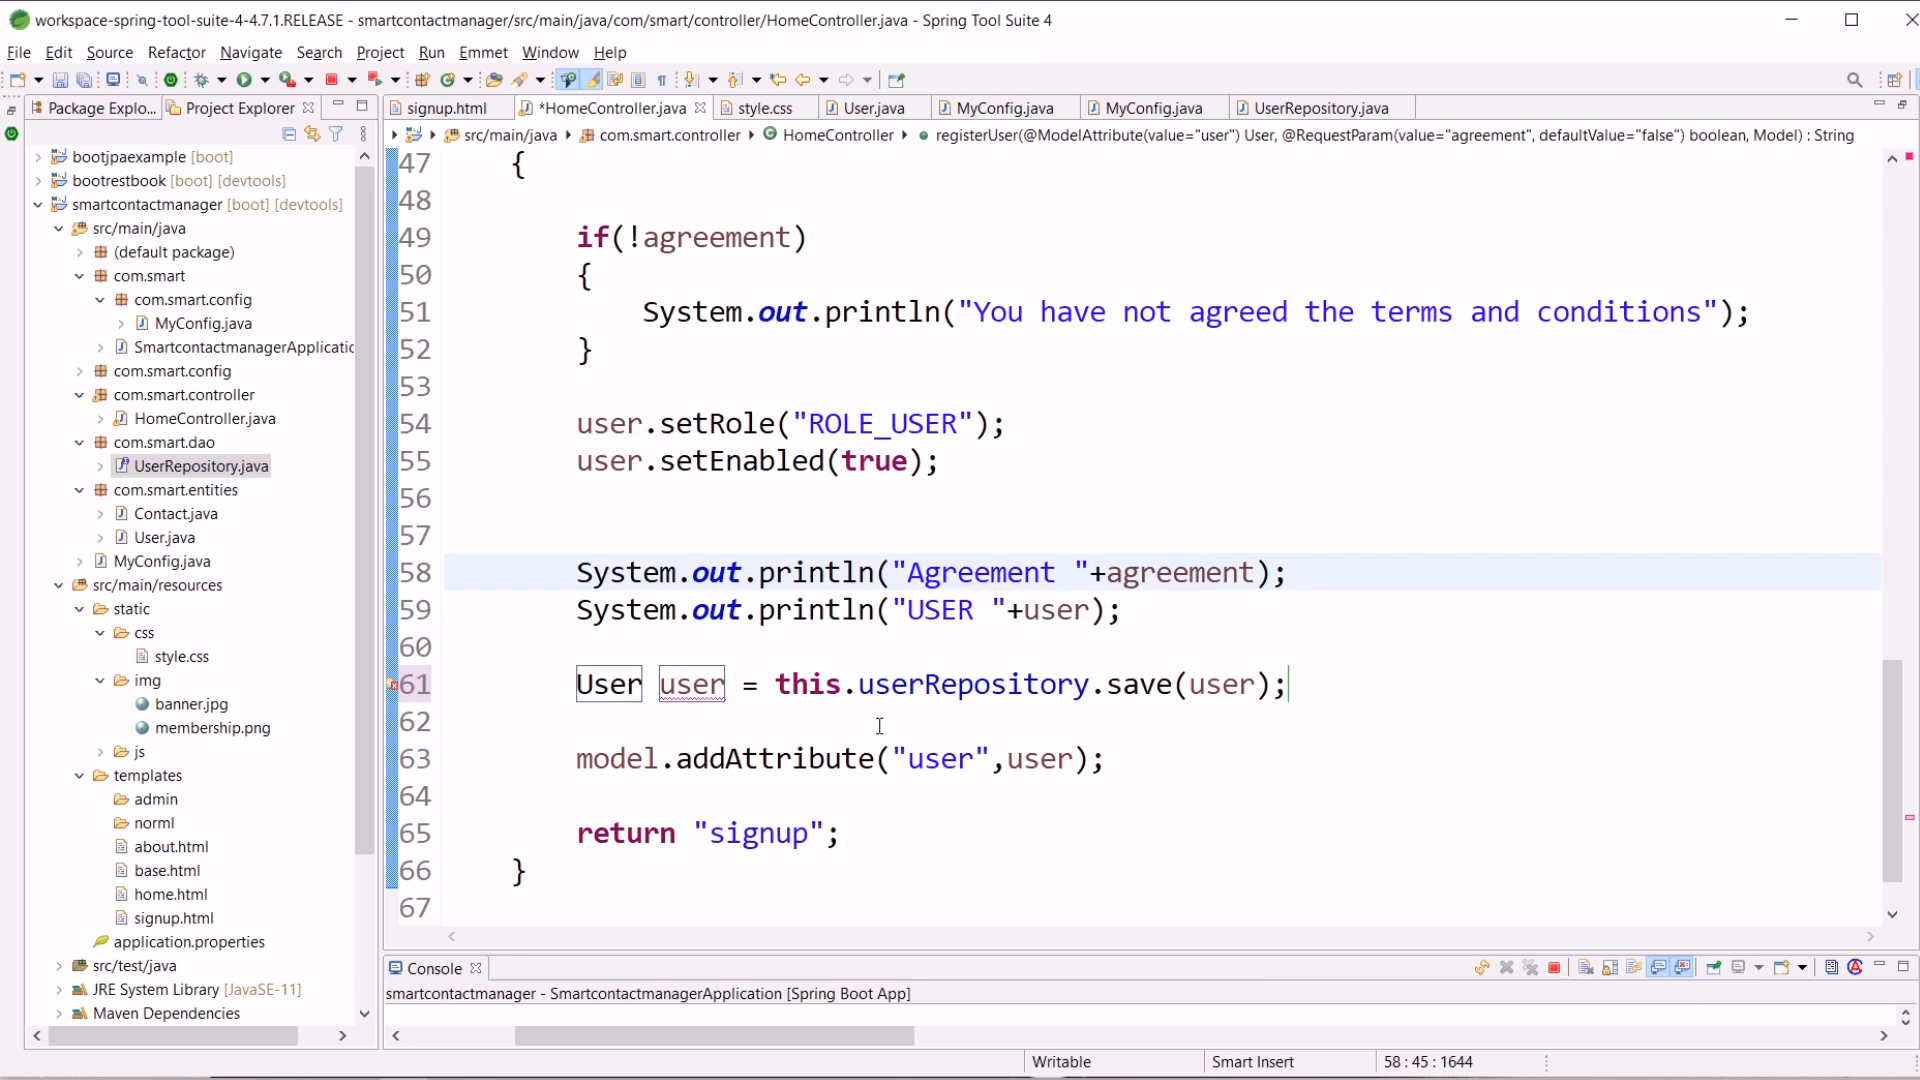 workspace-spring-tool-suite-4-4.7.1.RELEASE - smartcontactmanager/src/main/java/com/smart/controller/HomeController.java - Spring Tool Suite 4
File Edit Source Refactor Navigate Search Project Run Emmet Window Help
Package Explo... Project Explorer
signup.html *HomeController.java style.css User.java MyConfig.java MyConfig.java UserRepository.java
src/main/java com.smart.controller HomeController registerUser(@ModelAttribute(value="user") User, @RequestParam(value="agreement", defaultValue="false") boolean, Model) : String
bootjpaexample [boot]
bootrestbook [boot] [devtools]
smartcontactmanager [boot] [devtools]
src/main/java
(default package)
com.smart
com.smart.config
MyConfig.java
SmartcontactmanagerApplicatic
com.smart.config
com.smart.controller
HomeController.java
com.smart.dao
UserRepository.java
com.smart.entities
Contact.java
User.java
MyConfig.java
src/main/resources
static
css
style.css
img
banner.jpg
membership.png
js
templates
admin
norml
about.html
base.html
home.html
signup.html
application.properties
src/test/java
JRE System Library [JavaSE-11]
Maven Dependencies
47 {
48
49 if(!agreement)
50 {
51 System.out.println("You have not agreed the terms and conditions");
52 }
53
54 user.setRole("ROLE_USER");
55 user.setEnabled(true);
56
57
58 System.out.println("Agreement "+agreement);
59 System.out.println("USER "+user);
60
61 User user = this.userRepository.save(user);
62
63 model.addAttribute("user",user);
64
65 return "signup";
66 }
67
Console
smartcontactmanager - SmartcontactmanagerApplication [Spring Boot App]
Writable Smart Insert 58 : 45 : 1644